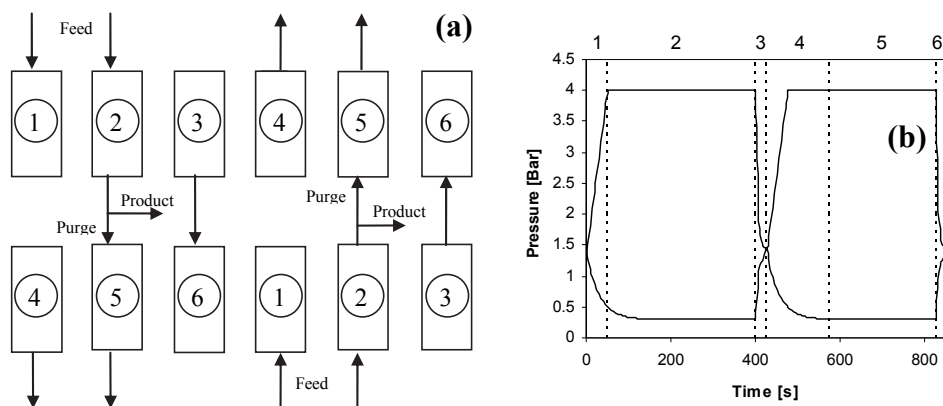 Feed
(a)
1 2 3 4 5 6
Product
Purge
Purge
Product
4 5 6 1 2 3
Feed
1 2 3 4 5 6
4.5
4
3.5
3
2.5
2
1.5
1
0.5
0
Pressure [Bar]
(b)
0 200 400 600 800
Time [s]